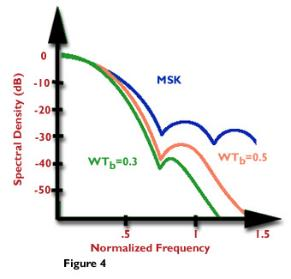 Spectral Density (dB)
0
-10
-20
-30
-40
-50
MSK
WTb=0.3
WTb=0.5
.5
1
1.5
Normalized Frequency
Figure 4